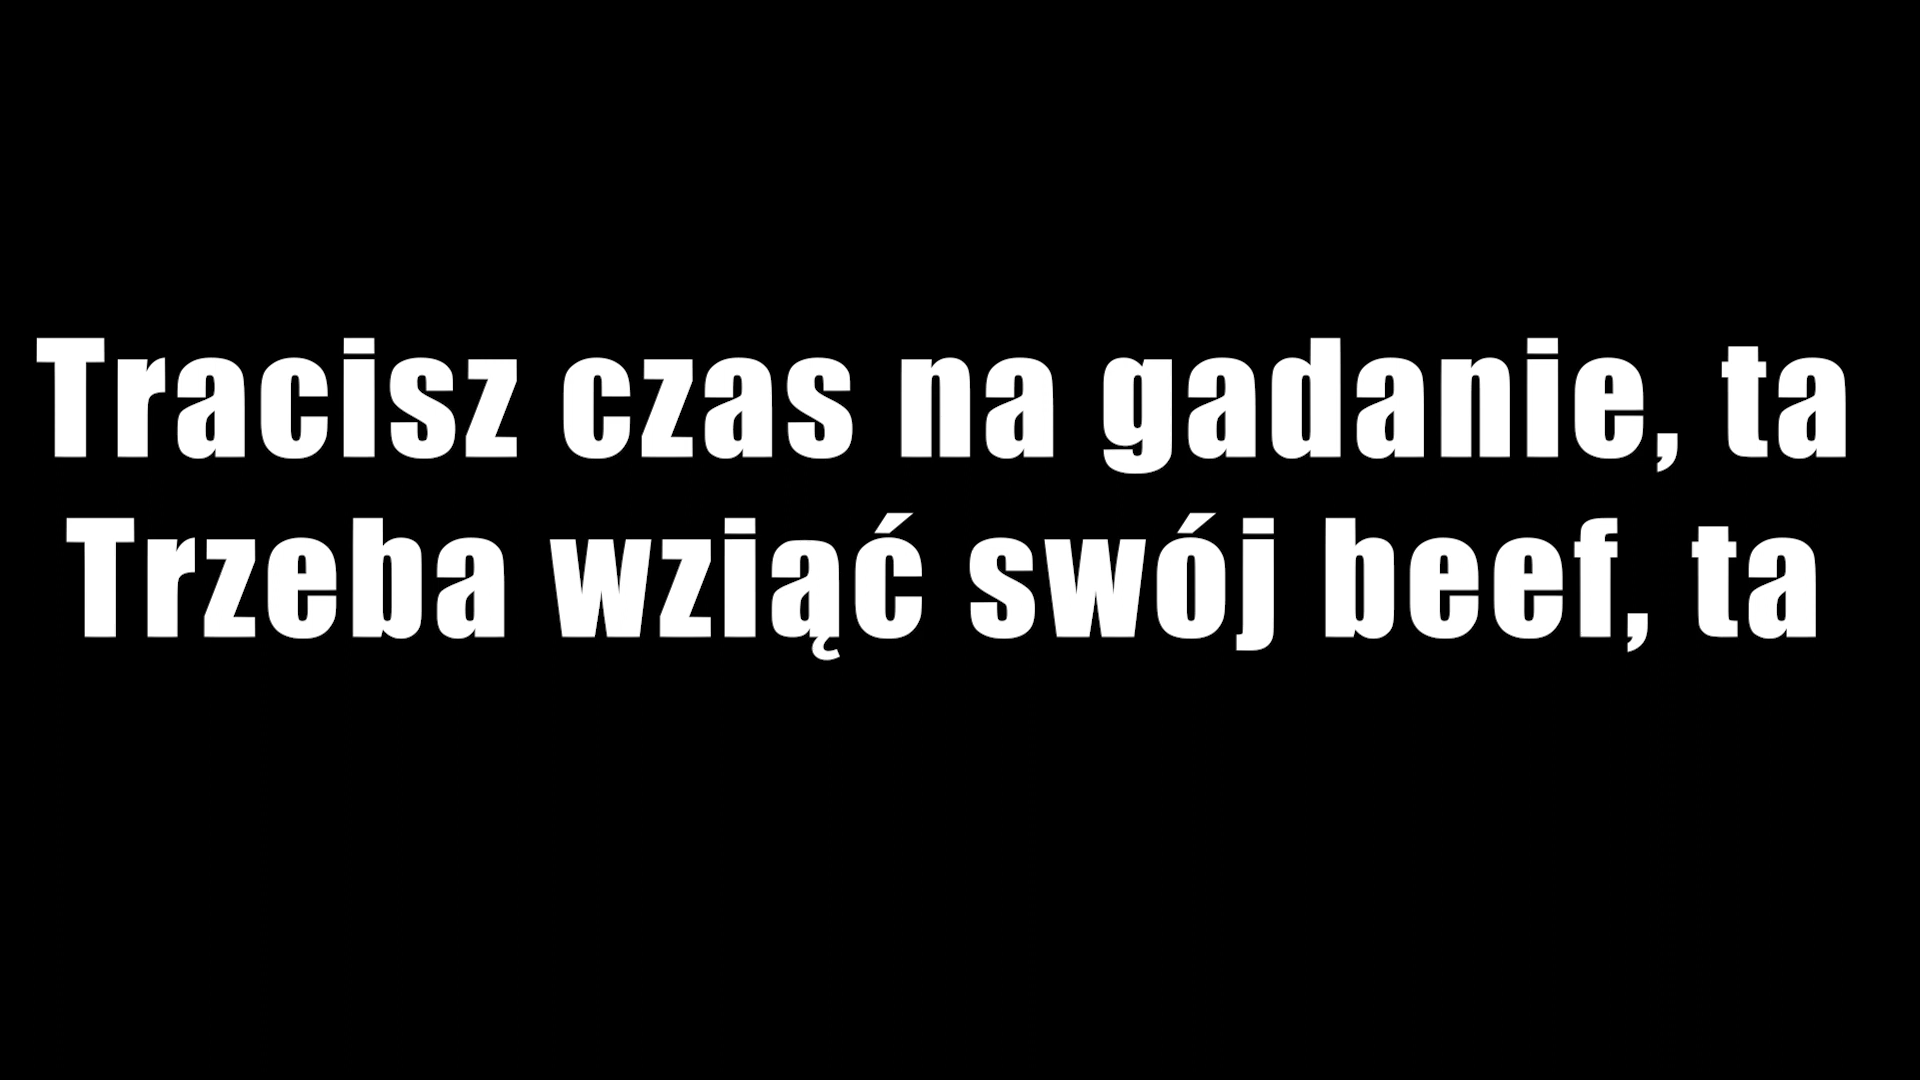 Tracisz czas na gadanie, ta
Trzeba wziąć swój beef, ta